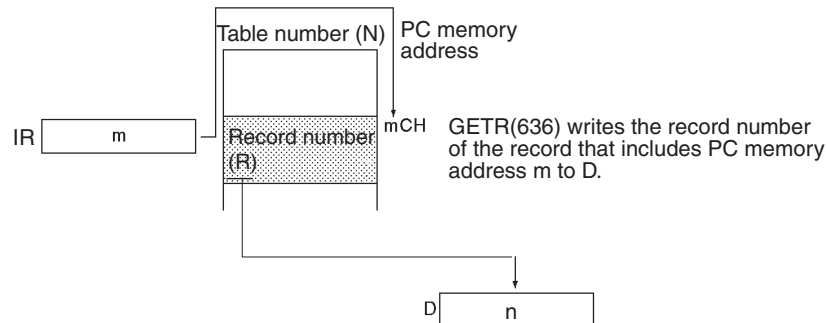 Table number (N)
PC memory
address
IR
m
Record number
(R)
mCH
GETR(636) writes the record number
of the record that includes PC memory
address m to D.
D
n